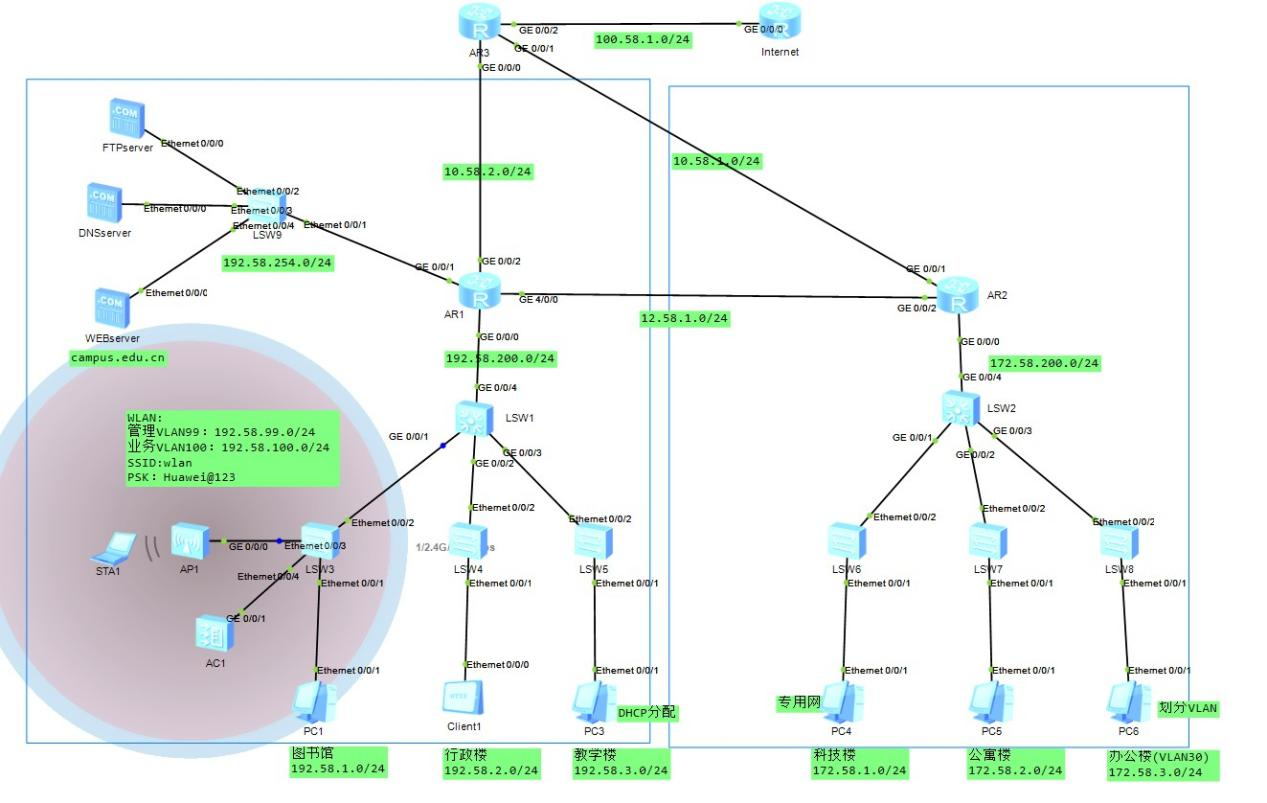 GE 0/0/2
GE 0/0/0
AR3
GE 0/0/1
100.58.1.0/24
Internet
GE 0/0/0
.COM
Ethernet 0/0/0
FTPserver
10.58.1.0/24
10.58.2.0/24
.COM
Ethernet 0/0/2
Ethernet 0/0/0
Ethernet 0/0/3
Ethernet 0/0/4
Ethernet 0/0/1
DNSserver
LSW9
192.58.254.0/24
GE 0/0/2
GE 0/0/1
GE 0/0/1
.COM
Ethernet 0/0/0
AR1
GE 4/0/0
GE 0/0/2
AR2
12.58.1.0/24
WEBserver
GE 0/0/0
GE 0/0/0
campus.edu.cn
192.58.200.0/24
172.58.200.0/24
GE 0/0/4
GE 0/0/4
WLAN:
管理VLAN99: 192.58.99.0/24
业务VLAN100: 192.58.100.0/24
SSID:wlan
PSK: Huawei@123
LSW1
LSW2
GE 0/0/1
GE 0/0/3
GE 0/0/2
GE 0/0/1
GE 0/0/3
GE 0/0/2
Ethernet 0/0/2
Ethernet 0/0/2
Ethernet 0/0/2
Ethernet 0/0/2
Ethernet 0/0/2
Ethernet 0/0/2
GE 0/0/0
Ethernet 0/0/3
STA1
AP1
LSW3
LSW4
LSW5
LSW6
LSW7
LSW8
Ethernet 0/0/4
Ethernet 0/0/1
Ethernet 0/0/1
Ethernet 0/0/1
Ethernet 0/0/1
Ethernet 0/0/1
Ethernet 0/0/1
GE 0/0/1
AC1
Ethernet 0/0/1
Ethernet 0/0/0
Ethernet 0/0/1
Ethernet 0/0/1
Ethernet 0/0/1
Ethernet 0/0/1
DHCP分配
专用网
划分VLAN
PC1
Client1
PC3
PC4
PC5
PC6
图书馆
192.58.1.0/24
行政楼
192.58.2.0/24
教学楼
192.58.3.0/24
科技楼
172.58.1.0/24
公寓楼
172.58.2.0/24
办公楼(VLAN30)
172.58.3.0/24